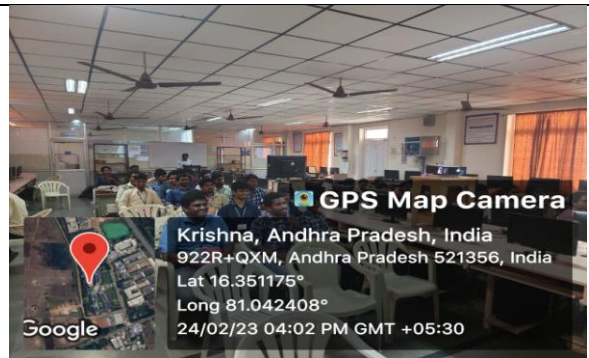 GPS Map Camera
Krishna, Andhra Pradesh, India
922R+QXM, Andhra Pradesh 521356, India
Lat 16.351175°
Long 81.042408°
24/02/23 04:02 PM GMT +05:30
Google